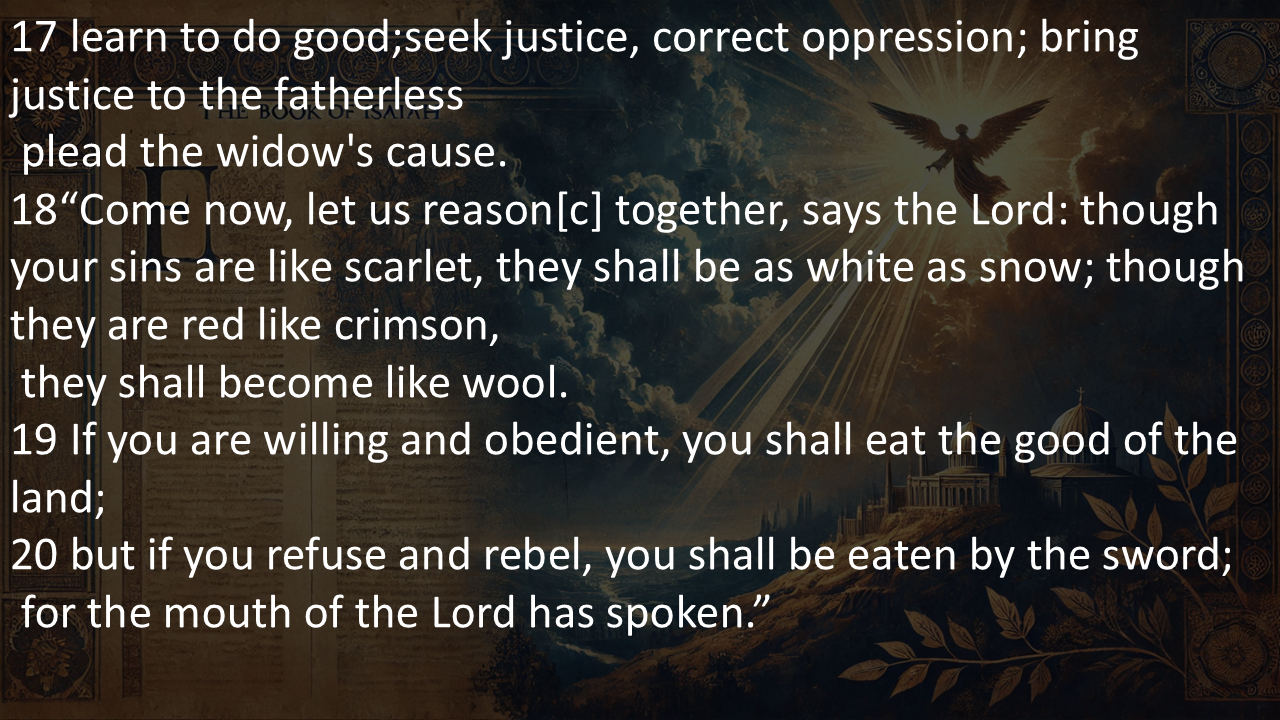 17 learn to do good;seek justice, correct oppression; bring
justice to the fatherless
THE BOOK OF ISAIAH
plead the widow's cause.
18“Come now, let us reason[c] together, says the Lord: though
your sins are like scarlet, they shall be as white as snow; though
they are red like crimson,
they shall become like wool.
19 If you are willing and obedient, you shall eat the good of the
land;
20 but if you refuse and rebel, you shall be eaten by the sword;
for the mouth of the Lord has spoken.”